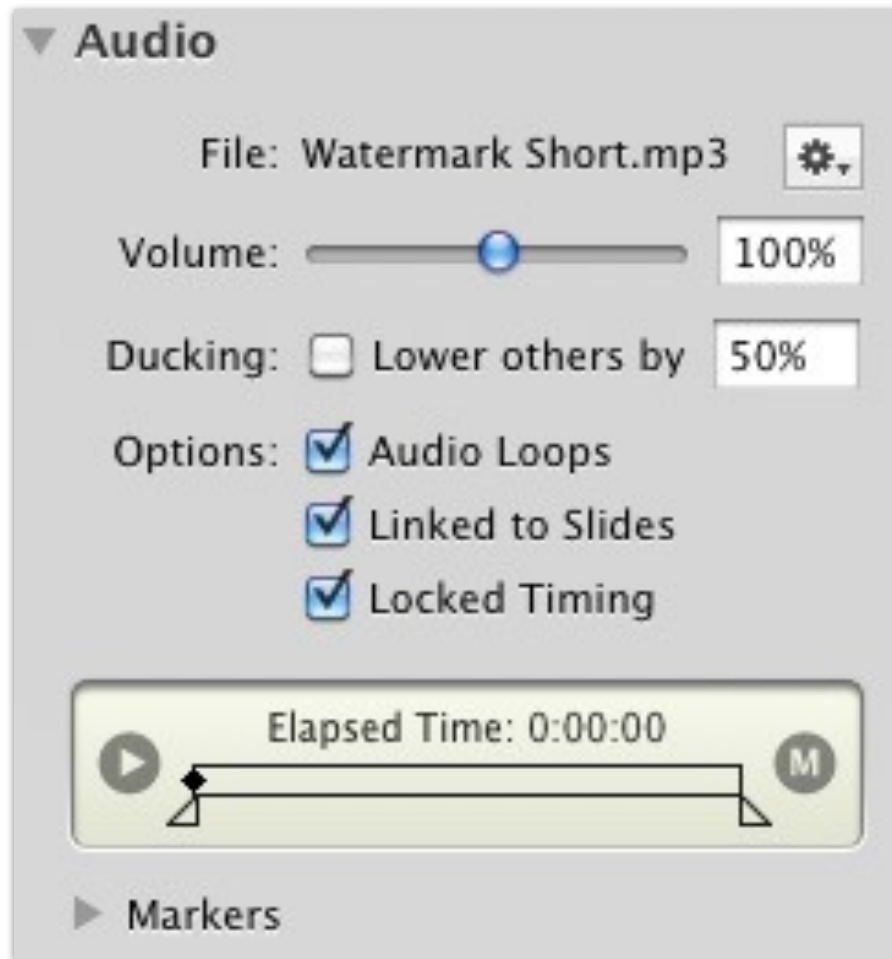 Audio
File: Watermark Short.mp3
Volume: 100%
Ducking: Lower others by 50%
Options: Audio Loops
Linked to Slides
Locked Timing
Elapsed Time: 0:00:00
M
Markers